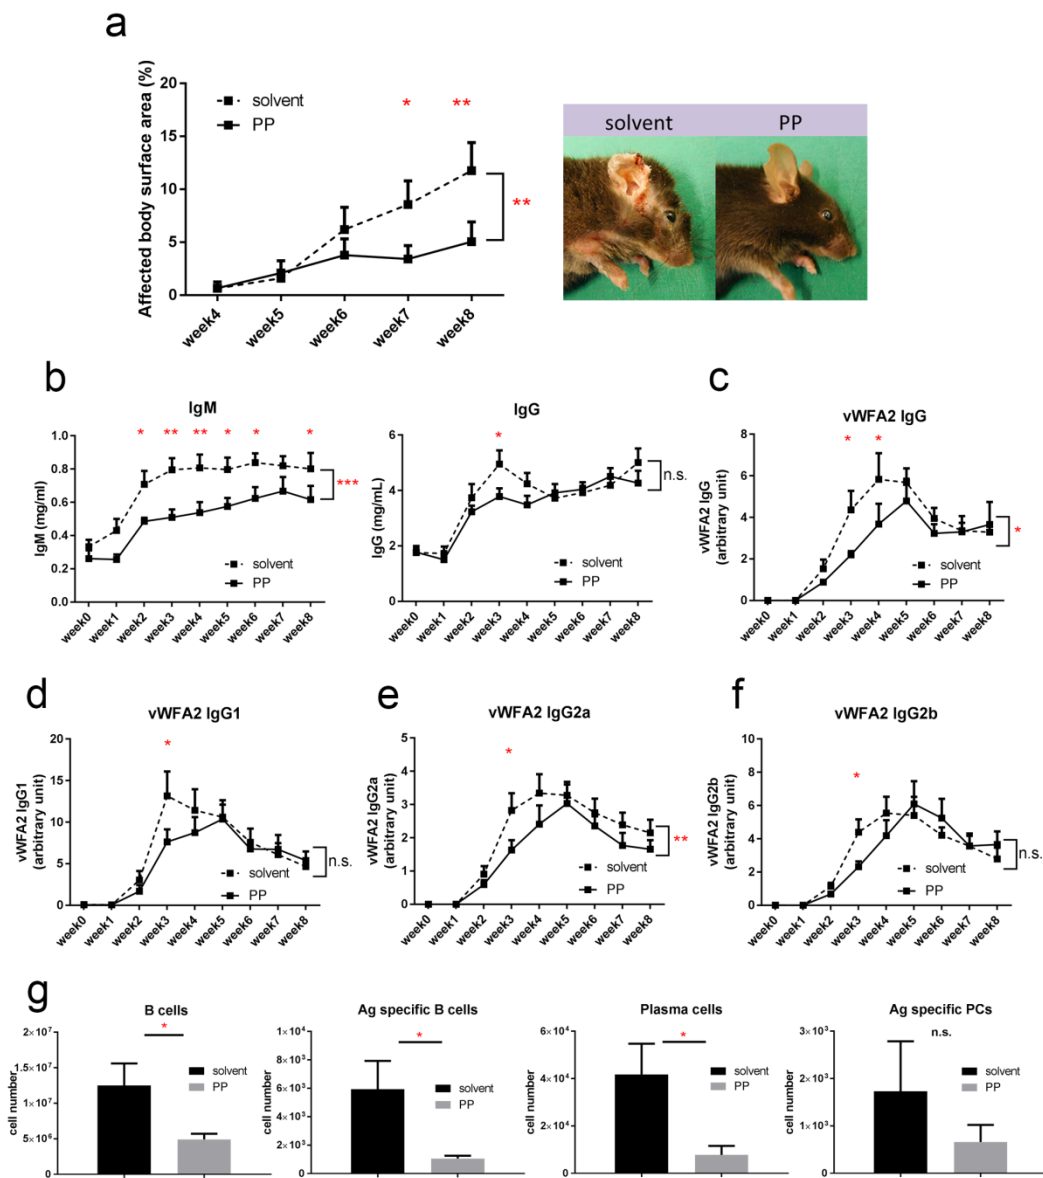 a
Affected body surface area (%)
20
15
10
5
0
solvent
PP
*
**
**
week4
week5
week6
week7
week8
solvent
PP
b
IgM
IgM (mg/ml)
1.0
0.8
0.6
0.4
0.2
0.0
* ** ** * * *
***
solvent
PP
week0
week1
week2
week3
week4
week5
week6
week7
week8
IgG
IgG (mg/mL)
6
4
2
0
*
n.s.
solvent
PP
week0
week1
week2
week3
week4
week5
week6
week7
week8
c
vWFA2 IgG
vWFA2 IgG
(arbitrary unit)
8
6
4
2
0
* *
*
solvent
PP
week0
week1
week2
week3
week4
week5
week6
week7
week8
d
vWFA2 IgG1
vWFA2 IgG1
(arbitrary unit)
20
15
10
5
0
*
n.s.
solvent
PP
week0
week1
week2
week3
week4
week5
week6
week7
week8
e
vWFA2 IgG2a
vWFA2 IgG2a
(arbitrary unit)
5
4
3
2
1
0
*
**
solvent
PP
week0
week1
week2
week3
week4
week5
week6
week7
week8
f
vWFA2 IgG2b
vWFA2 IgG2b
(arbitrary unit)
10
8
6
4
2
0
*
n.s.
solvent
PP
week0
week1
week2
week3
week4
week5
week6
week7
week8
g
B cells
cell number
2×10⁷
1.5×10⁷
1×10⁷
5×10⁶
0
*
solvent
PP
Ag specific B cells
cell number
1×10⁴
8×10³
6×10³
4×10³
2×10³
0
*
solvent
PP
Plasma cells
cell number
6×10⁴
4×10⁴
2×10⁴
0
*
solvent
PP
Ag specific PCs
cell number
3×10³
2×10³
1×10³
0
n.s.
solvent
PP